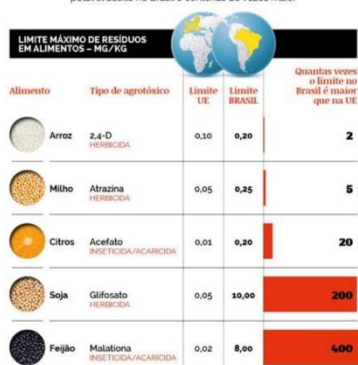 LIMITE MÁXIMO DE RESÍDUOS
EM ALIMENTOS – MG/KG
Alimento
Tipo de agrotóxico
Limite
UE
Limite
BRASIL
Quantas vezes
o limite no
Brasil é maior
que na UE
Arroz
2,4-D
HERBICIDA
0,10
0,20
2
Milho
Atrazina
HERBICIDA
0,05
0,25
5
Citros
Acefato
INSETICIDA/ACARICIDA
0,01
0,20
20
Soja
Glifosato
HERBICIDA
0,05
10,00
200
Feijão
Malationa
INSETICIDA/ACARICIDA
0,02
8,00
400